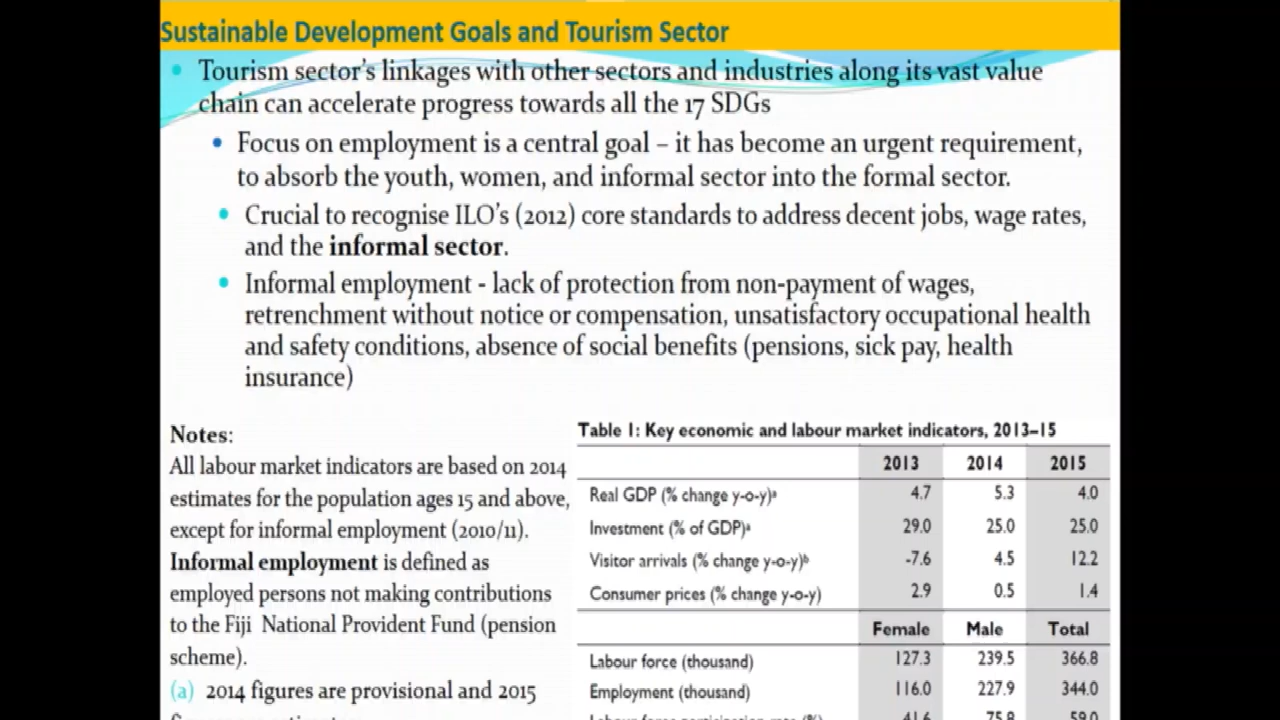 Sustainable Development Goals and Tourism Sector
Tourism sector's linkages with other sectors and industries along its vast value
chain can accelerate progress towards all the 17 SDGs
Focus on employment is a central goal – it has become an urgent requirement,
to absorb the youth, women, and informal sector into the formal sector.
Crucial to recognise ILO's (2012) core standards to address decent jobs, wage rates,
and the informal sector.
Informal employment - lack of protection from non-payment of wages,
retrenchment without notice or compensation, unsatisfactory occupational health
and safety conditions, absence of social benefits (pensions, sick pay, health
insurance)
Notes:
All labour market indicators are based on 2014
estimates for the population ages 15 and above,
except for informal employment (2010/11).
Informal employment is defined as
employed persons not making contributions
to the Fiji National Provident Fund (pension
scheme).
(a) 2014 figures are provisional and 2015
Table 1: Key economic and labour market indicators, 2013–15
2013 2014 2015
Real GDP (% change y-o-y)ᵃ 4.7 5.3 4.0
Investment (% of GDP)ᵃ 29.0 25.0 25.0
Visitor arrivals (% change y-o-y)ᵇ -7.6 4.5 12.2
Consumer prices (% change y-o-y) 2.9 0.5 1.4
Female Male Total
Labour force (thousand) 127.3 239.5 366.8
Employment (thousand) 116.0 227.9 344.0
Labour force participation rate (%) 41.6 75.8 59.0